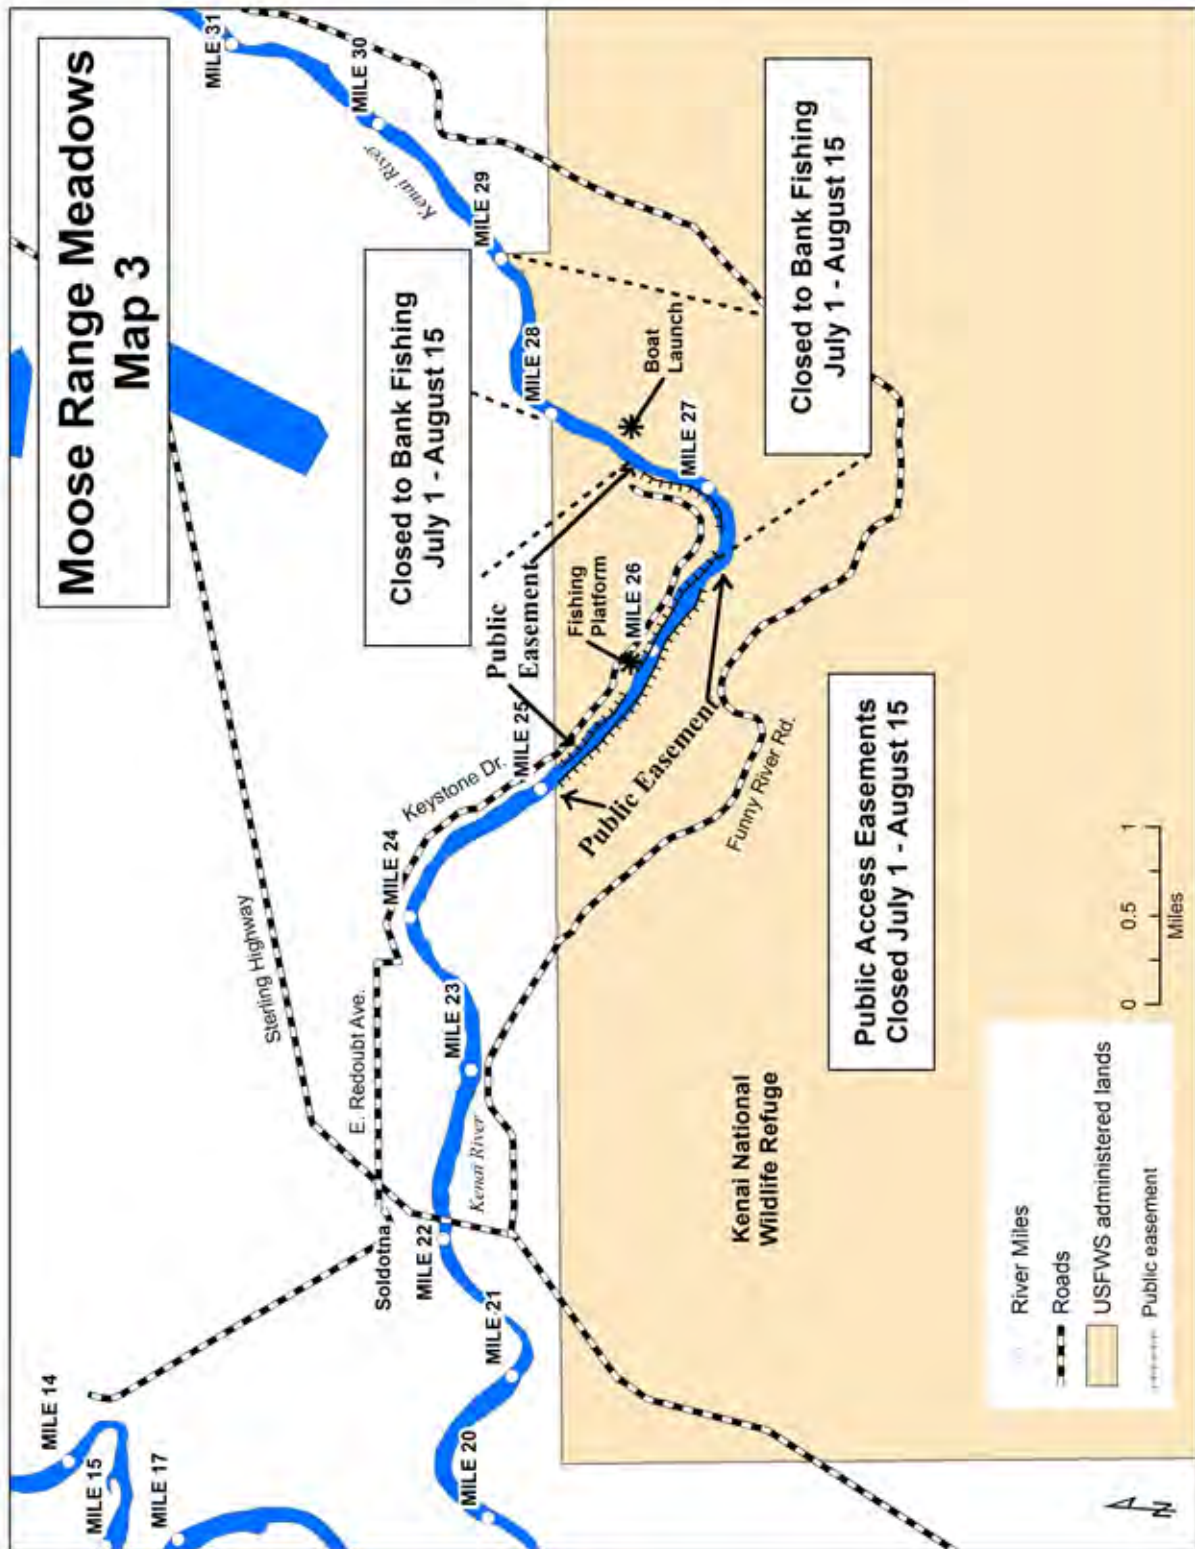 Moose Range Meadows
Map 3
MILE 31
MILE 30
Kenai River
MILE 29
Closed to Bank Fishing
July 1 - August 15
MILE 28
Boat
Launch
MILE 27
Closed to Bank Fishing
July 1 - August 15
Public
Easement
Fishing
Platform
MILE 26
MILE 25
Public Easement
Keystone Dr.
MILE 24
Funny River Rd.
Sterling Highway
E. Redoubt Ave.
MILE 23
Kenai River
Soldotna
MILE 22
MILE 21
MILE 20
MILE 14
MILE 15
MILE 17
Public Access Easements
Closed July 1 - August 15
Kenai National
Wildlife Refuge
0 0.5 1
Miles
River Miles
Roads
USFWS administered lands
Public easement
N